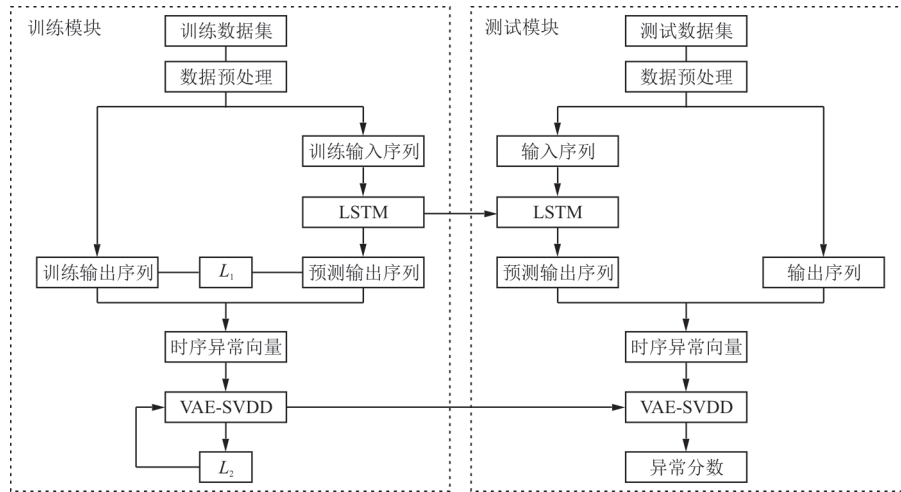 训练模块
训练数据集
数据预处理
训练输入序列
LSTM
训练输出序列
L₁
预测输出序列
时序异常向量
VAE-SVDD
L₂
测试模块
测试数据集
数据预处理
输入序列
LSTM
预测输出序列
输出序列
时序异常向量
VAE-SVDD
异常分数